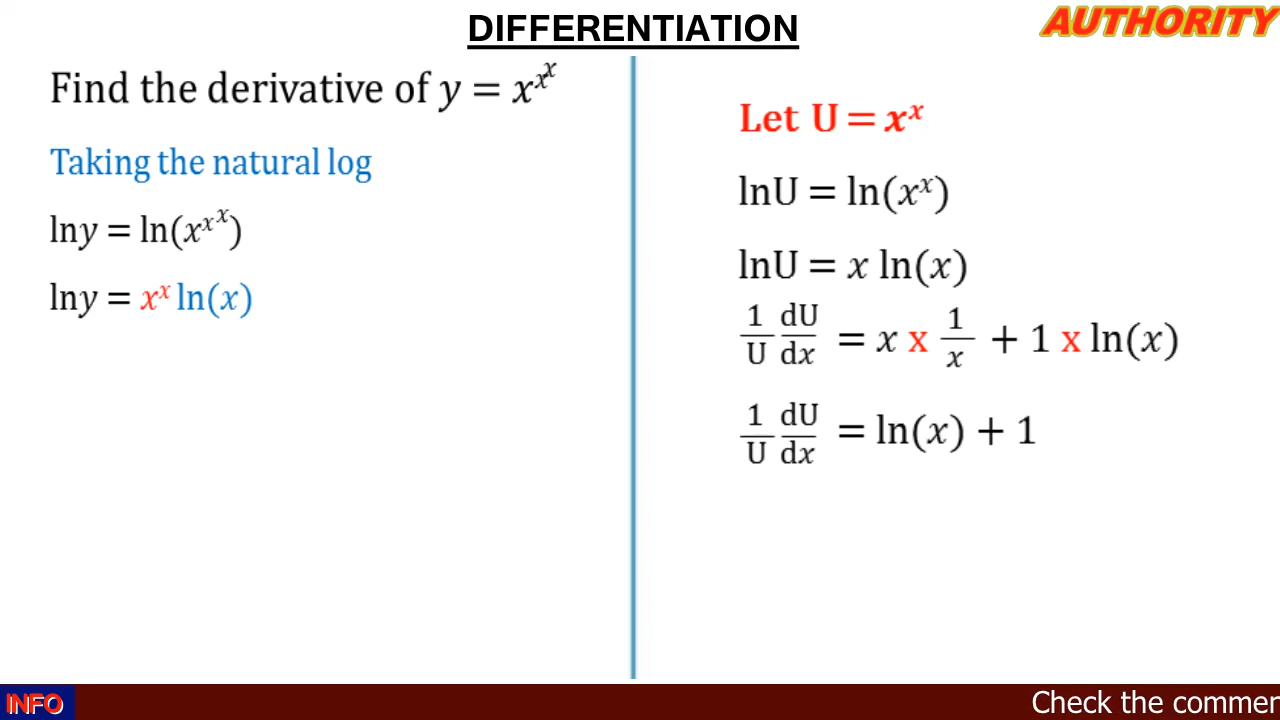 DIFFERENTIATION
AUTHORITY
Find the derivative of y = x^{x^x}
Taking the natural log
lny = ln(x^{x^x})
lny = x^x ln(x)
Let U = x^x
lnU = ln(x^x)
lnU = x ln(x)
1/U dU/dx = x x 1/x + 1 x ln(x)
1/U dU/dx = ln(x) + 1
INFO
Check the commer